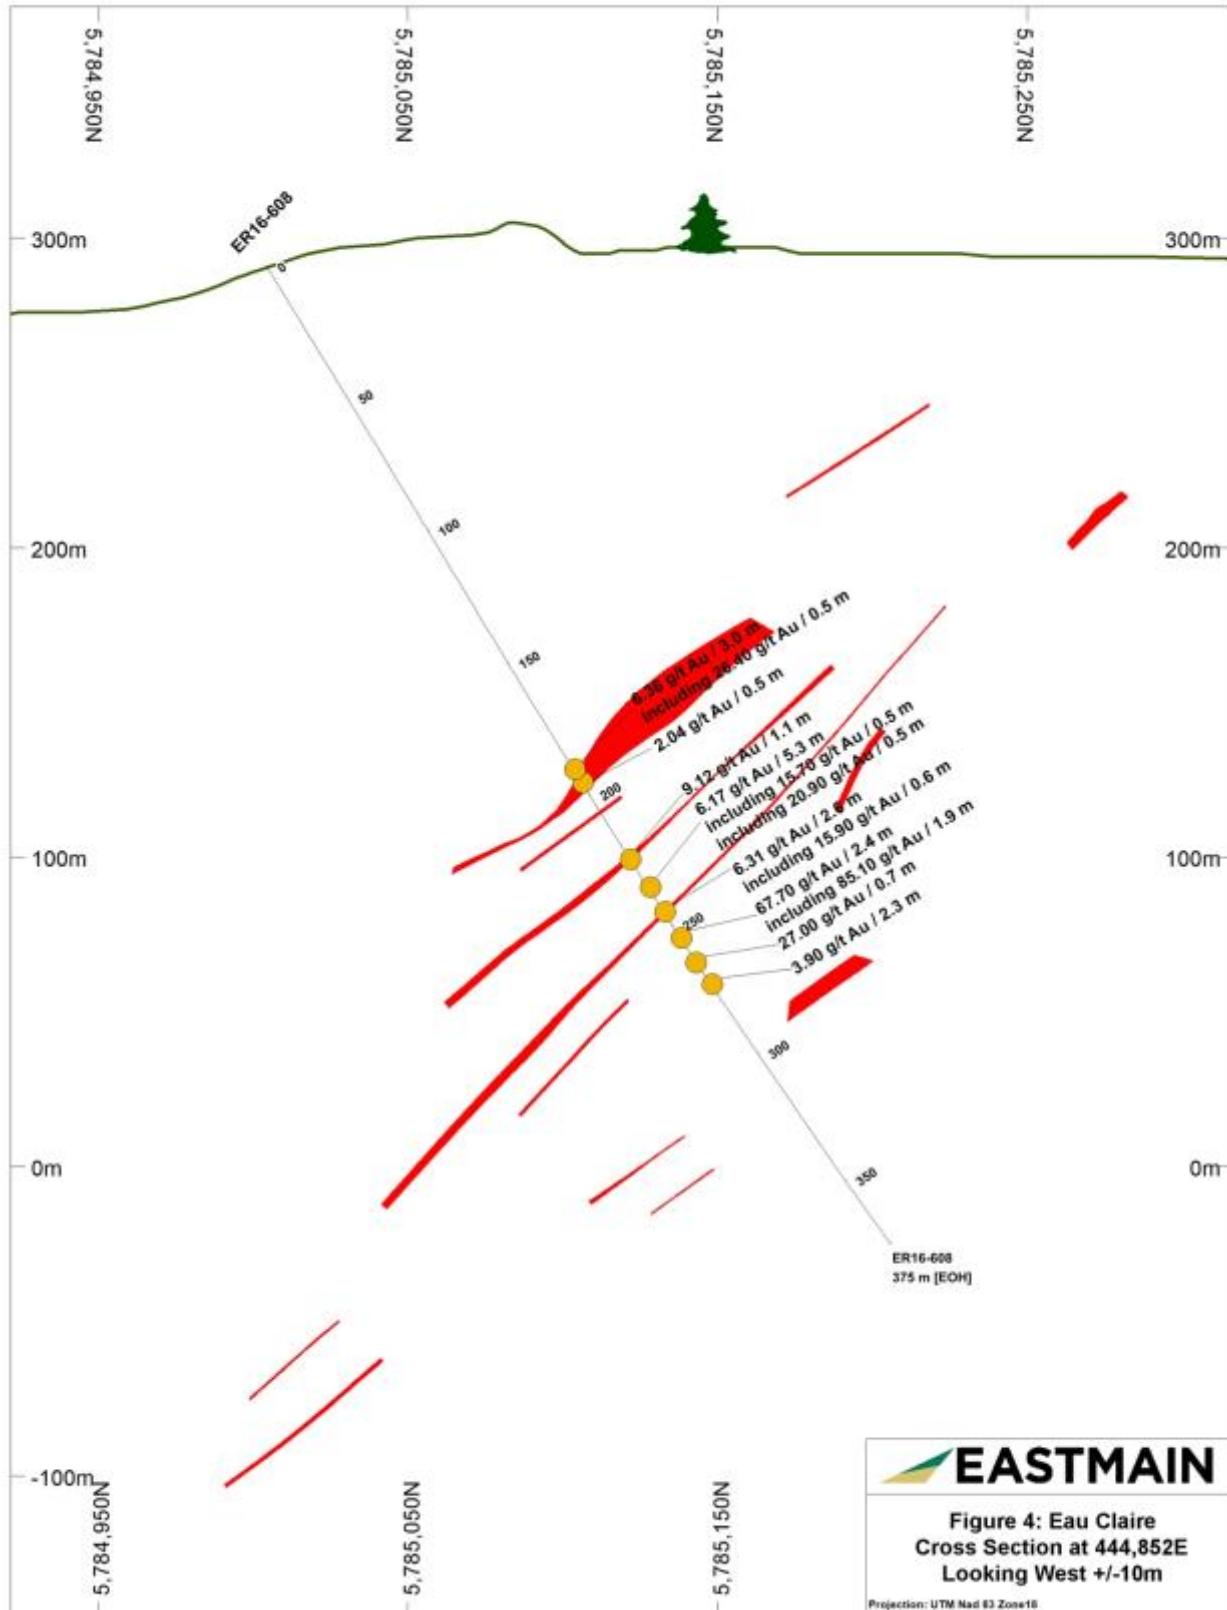 5,784,950N
5,785,050N
5,785,150N
5,785,250N
ER16-608
300m
300m
0
50
200m
200m
100
150
6.36 g/t Au / 3.0 m
including 26.40 g/t Au / 0.5 m
2.04 g/t Au / 0.5 m
200
9.12 g/t Au / 1.1 m
6.17 g/t Au / 5.3 m
including 15.70 g/t Au / 0.5 m
including 20.90 g/t Au / 0.5 m
100m
100m
6.31 g/t Au / 2.6 m
including 15.90 g/t Au / 0.6 m
250
67.70 g/t Au / 2.4 m
including 85.10 g/t Au / 1.9 m
27.00 g/t Au / 0.7 m
3.90 g/t Au / 2.3 m
300
0m
0m
350
ER16-608
375 m [EOH]
-100m
5,784,950N
5,785,050N
5,785,150N
EASTMAIN
Figure 4: Eau Claire
Cross Section at 444,852E
Looking West +/-10m
Projection: UTM Nad 83 Zone18